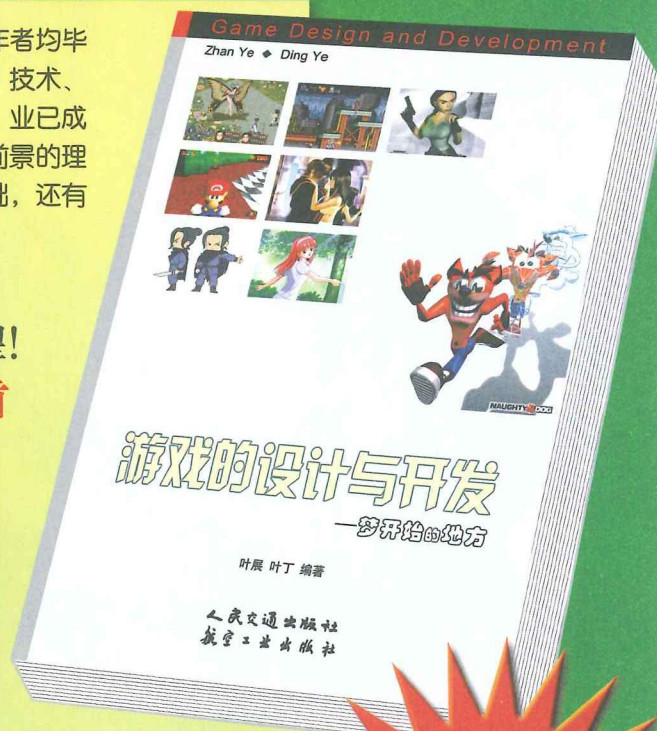 者均毕
技术、
业已成
前景的理
出，还有
!
Game Design and Development
Zhan Ye ◆ Ding Ye
NAUGHTY DOG
游戏的设计与开发
—梦开始的地方
叶展 叶丁 编著
人民交通出版社
航空工业出版社